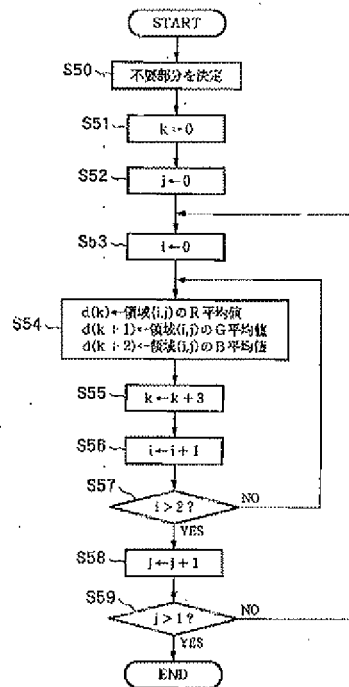 START
S50
不要部分を決定
S51
k←0
S52
j←0
S53
i←0
S54
d(k)←領域(i,j)のR平均値
d(k+1)←領域(i,j)のG平均値
d(k+2)←領域(i,j)のB平均値
S55
k←k+3
S56
i←i+1
S57
i>2?
NO
YES
S58
j←j+1
S59
j>1?
NO
YES
END